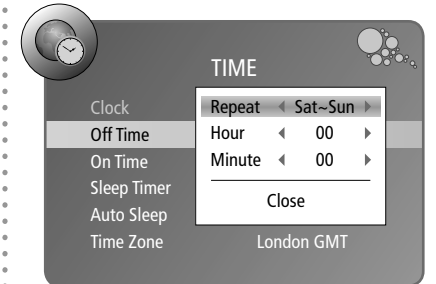 TIME
Clock
Off Time
On Time
Sleep Timer
Auto Sleep
Time Zone London GMT
Repeat Sat~Sun
Hour 00
Minute 00
Close